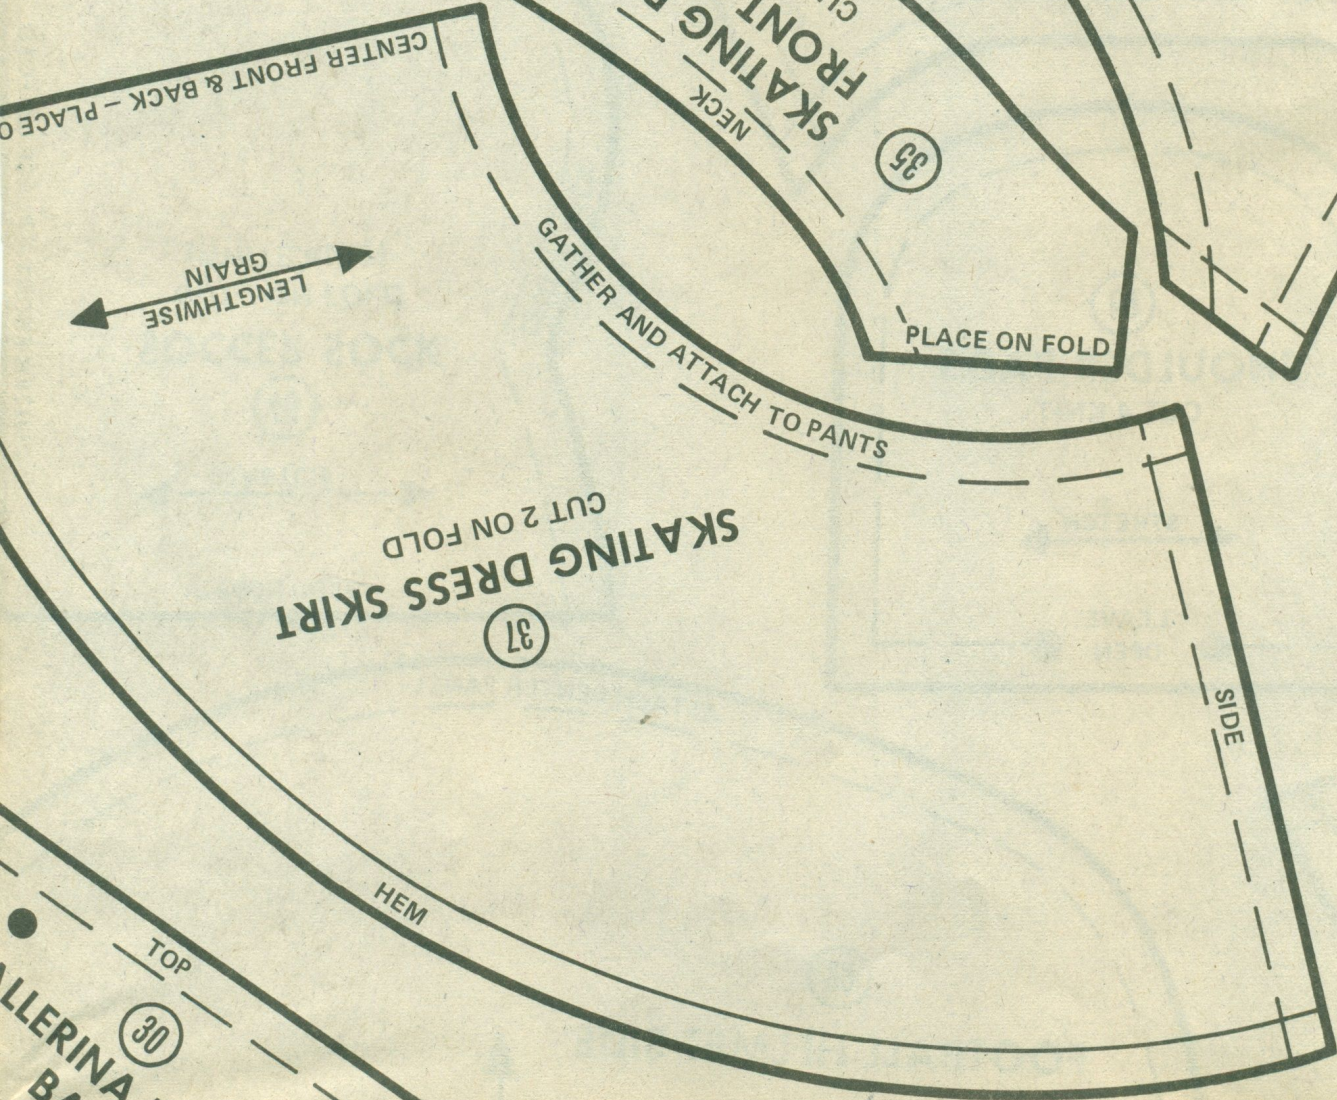 CENTER FRONT & BACK – PLACE
LENGTHWISE
GRAIN
SKATING
FRONT
NECK
35
PLACE ON FOLD
GATHER AND ATTACH TO PANTS
37
SKATING DRESS SKIRT
CUT 2 ON FOLD
SIDE
HEM
TOP
30
ALLERINA
BA